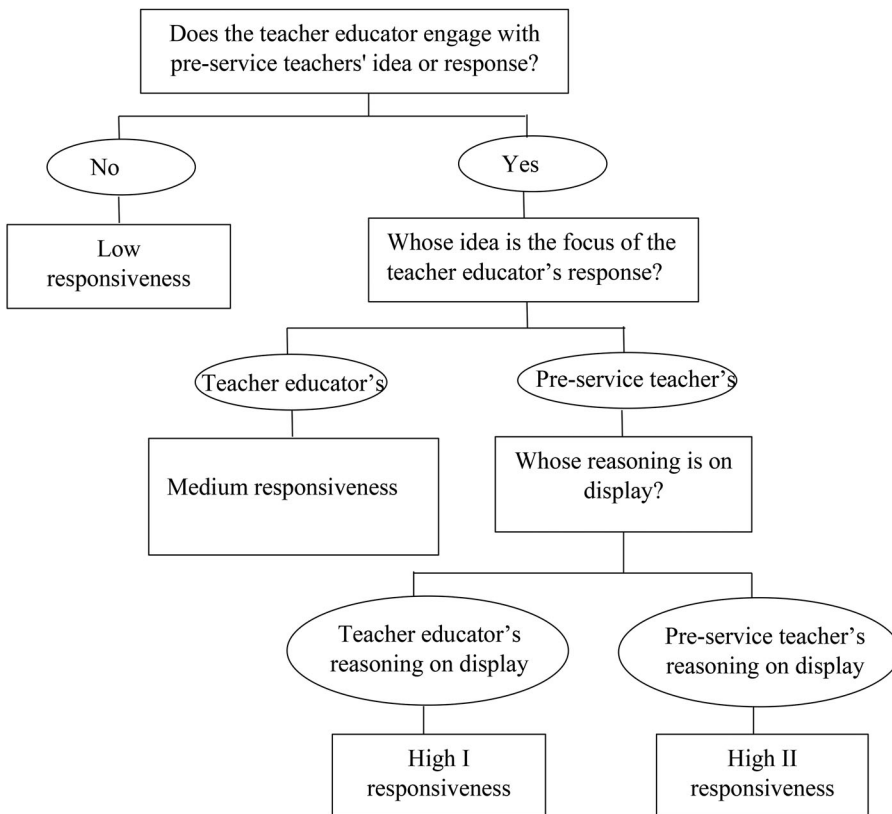 Does the teacher educator engage with
pre-service teachers' idea or response?
No
Yes
Low
responsiveness
Whose idea is the focus of the
teacher educator’s response?
Teacher educator’s
Pre-service teacher’s
Medium responsiveness
Whose reasoning is on
display?
Teacher educator’s
reasoning on display
Pre-service teacher’s
reasoning on display
High I
responsiveness
High II
responsiveness